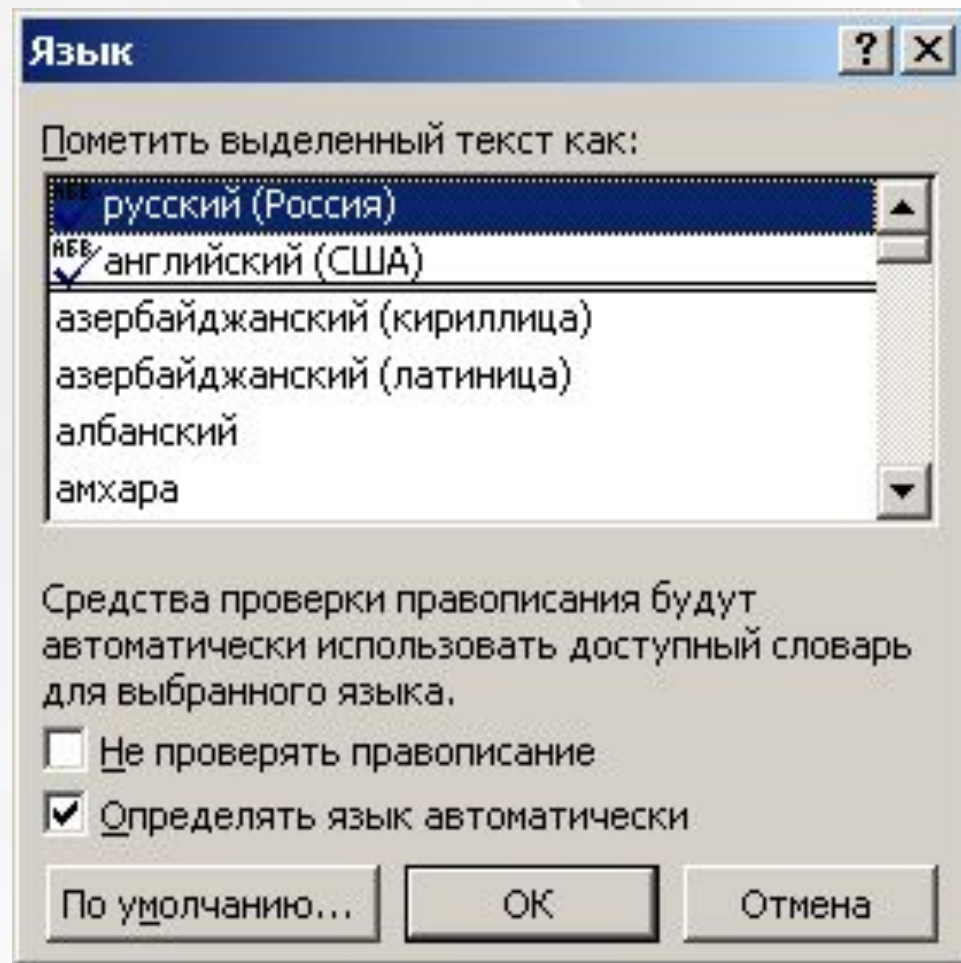 Язык
Пометить выделенный текст как:
АБВ русский (Россия)
АБВ английский (США)
азербайджанский (кириллица)
азербайджанский (латиница)
албанский
амхара
Средства проверки правописания будут
автоматически использовать доступный словарь
для выбранного языка.
Не проверять правописание
Определять язык автоматически
По умолчанию... ОК Отмена